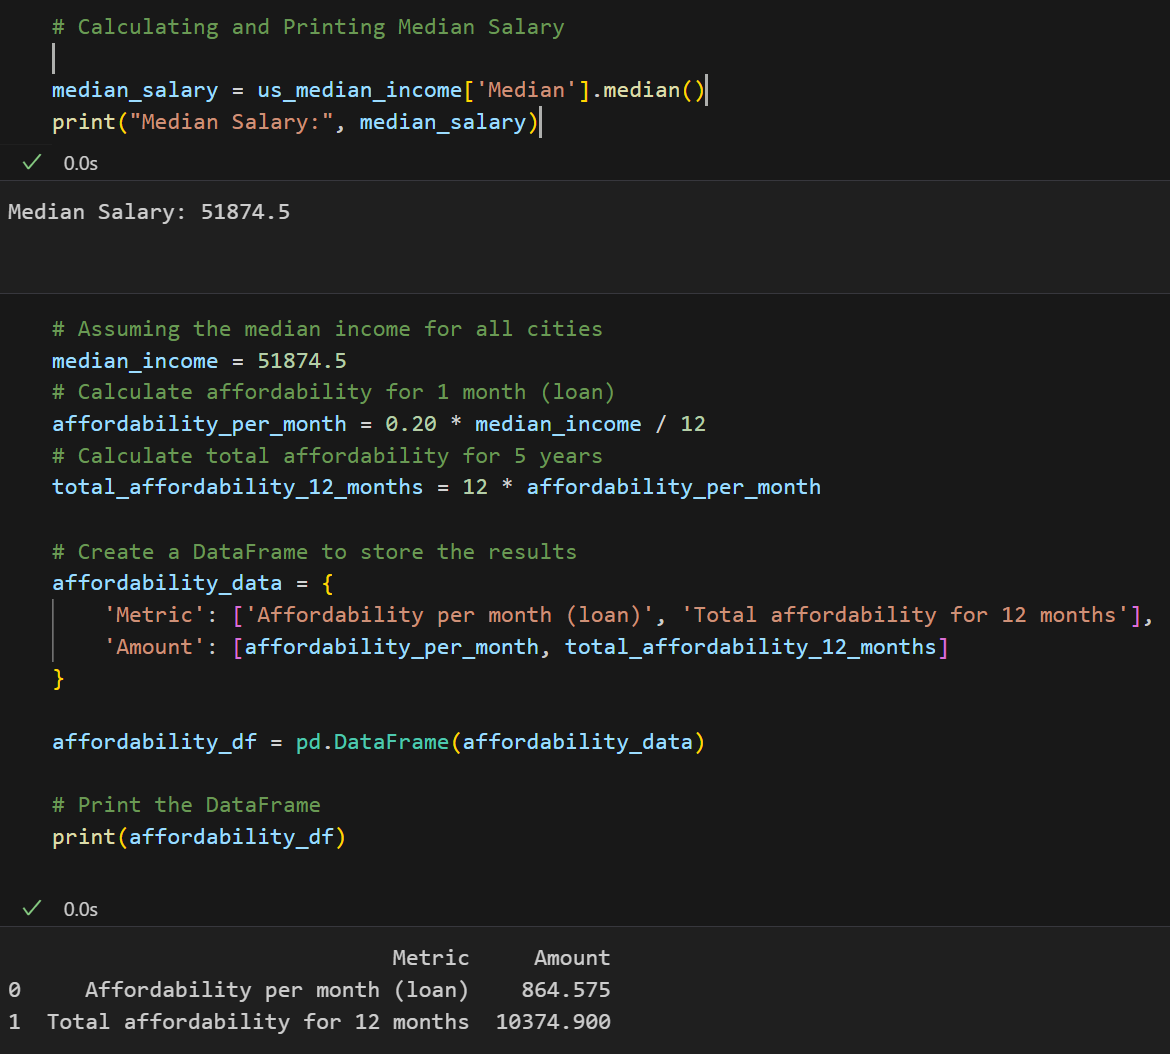 # Calculating and Printing Median Salary
median_salary = us_median_income['Median'].median()
print("Median Salary:", median_salary)
✓ 0.0s
Median Salary: 51874.5
# Assuming the median income for all cities
median_income = 51874.5
# Calculate affordability for 1 month (loan)
affordability_per_month = 0.20 * median_income / 12
# Calculate total affordability for 5 years
total_affordability_12_months = 12 * affordability_per_month
# Create a DataFrame to store the results
affordability_data = {
    'Metric': ['Affordability per month (loan)', 'Total affordability for 12 months'],
    'Amount': [affordability_per_month, total_affordability_12_months]
}
affordability_df = pd.DataFrame(affordability_data)
# Print the DataFrame
print(affordability_df)
✓ 0.0s
Metric Amount
0 Affordability per month (loan) 864.575
1 Total affordability for 12 months 10374.900